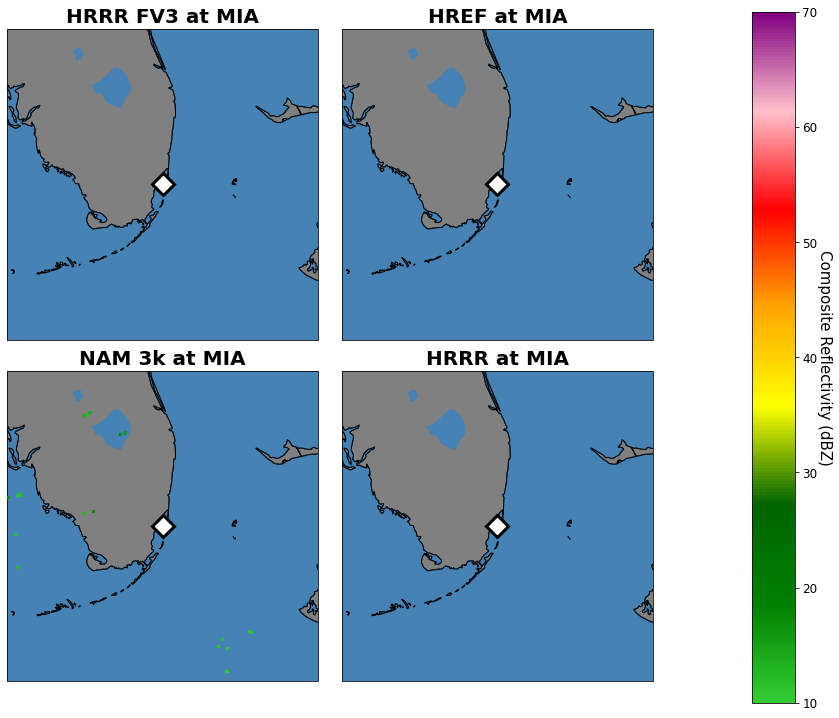 HRRR FV3 at MIA
HREF at MIA
NAM 3k at MIA
HRRR at MIA
70
60
50
40
30
20
10
Composite Reflectivity (dBZ)